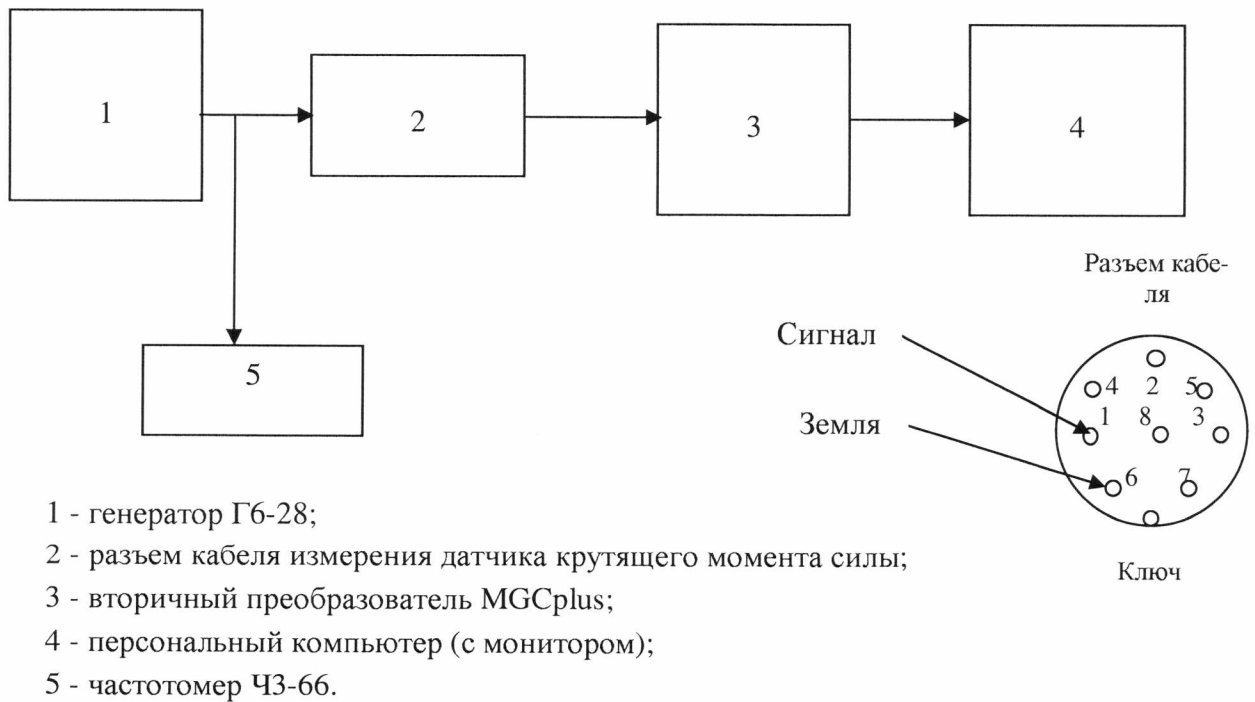 1
2
3
4
5
Разъем кабе-
ля
Сигнал
Земля
4 2 5
1 8 3
6 7
Ключ
1 - генератор Г6-28;
2 - разъем кабеля измерения датчика крутящего момента силы;
3 - вторичный преобразователь MGCplus;
4 - персональный компьютер (с монитором);
5 - частотомер Ч3-66.